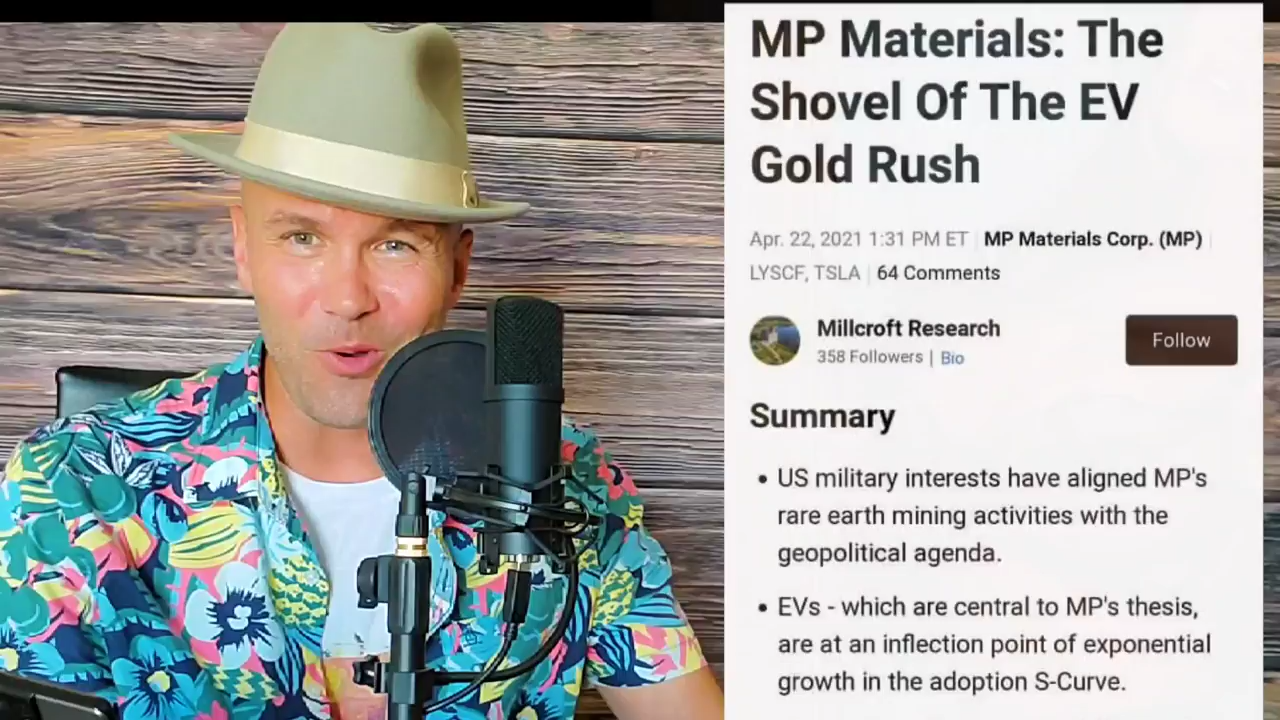 MP Materials: The
Shovel Of The EV
Gold Rush
Apr. 22, 2021 1:31 PM ET | MP Materials Corp. (MP) |
LYSCF, TSLA | 64 Comments
Millcroft Research
358 Followers | Bio
Follow
Summary
• US military interests have aligned MP's
rare earth mining activities with the
geopolitical agenda.
• EVs - which are central to MP's thesis,
are at an inflection point of exponential
growth in the adoption S-Curve.